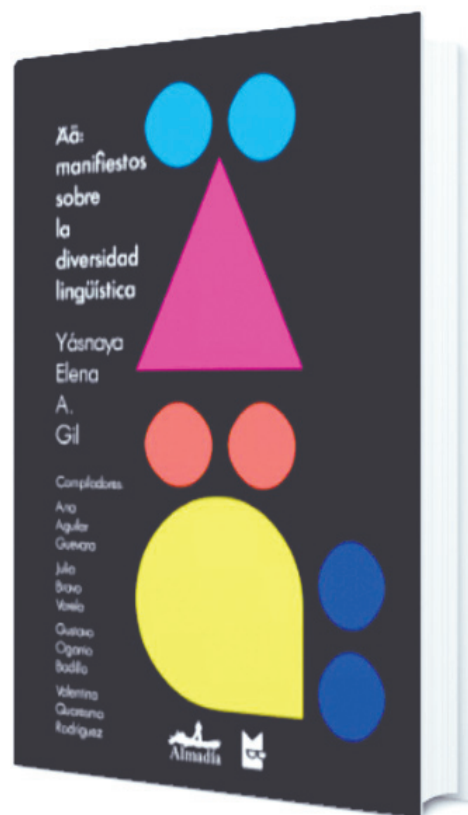 Ää:
manifiestos
sobre
la
diversidad
lingüística
Yásnaya
Elena
A.
Gil
Compiladores:
Ana
Aguilar
Guevara
Julia
Bravo
Varela
Gustavo
Ogarrio
Badillo
Valentina
Quaresma
Rodríguez
Almadía